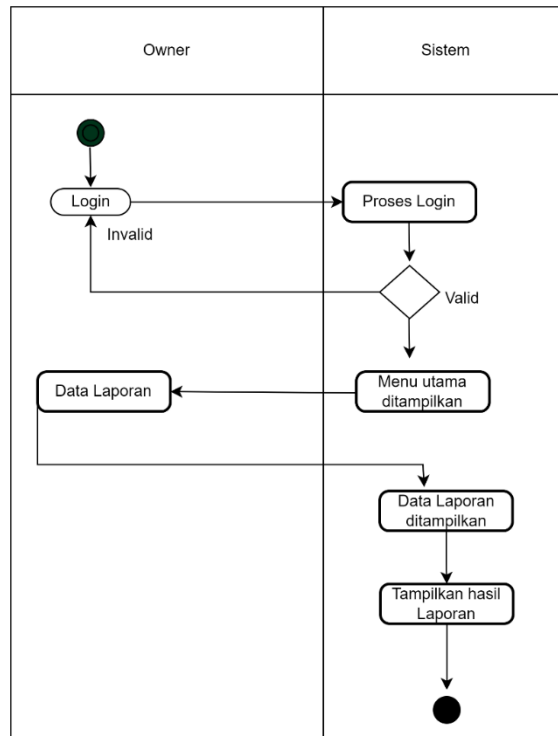 Owner
Sistem
Login
Proses Login
Invalid
Valid
Data Laporan
Menu utama
ditampilkan
Data Laporan
ditampilkan
Tampilkan hasil
Laporan